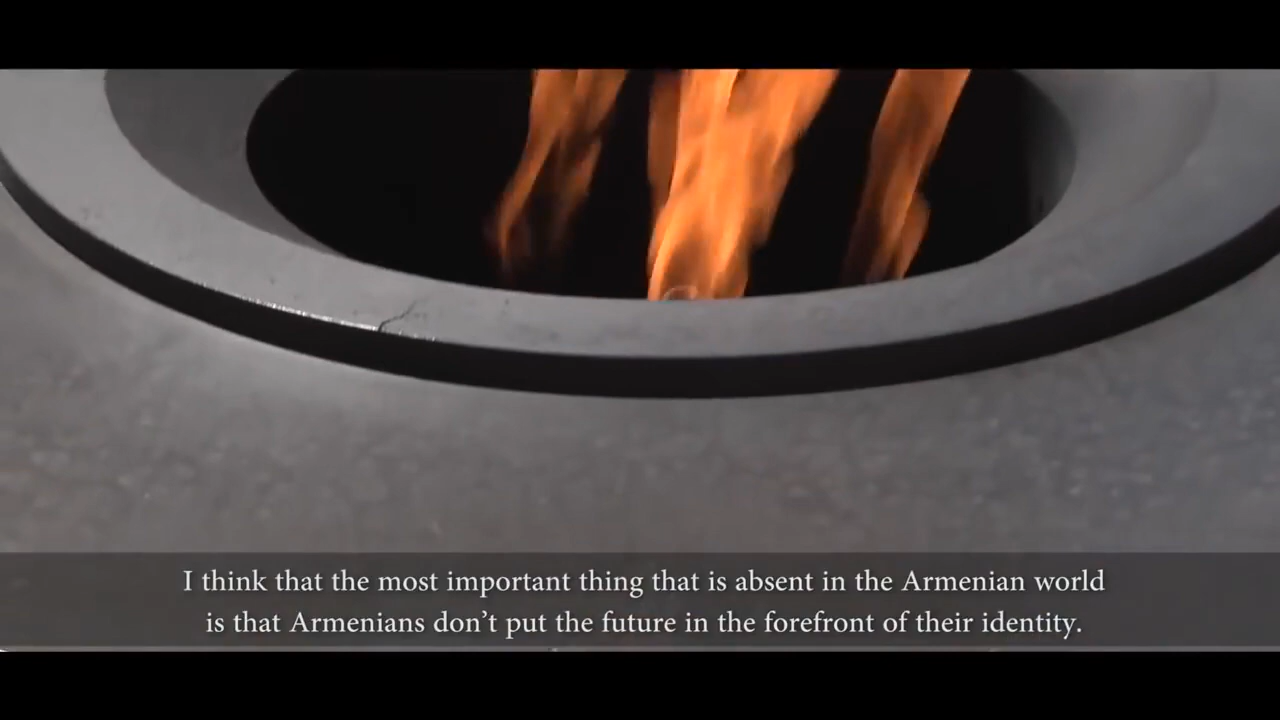 I think that the most important thing that is absent in the Armenian world
is that Armenians don’t put the future in the forefront of their identity.